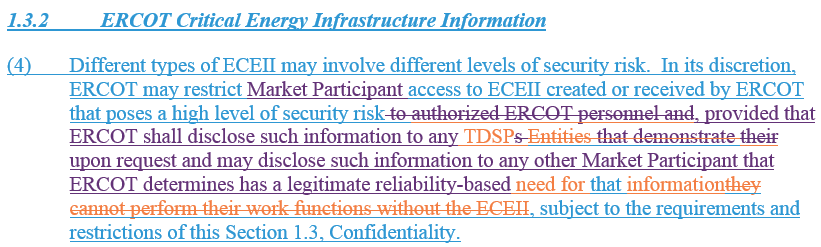 1.3.2 ERCOT Critical Energy Infrastructure Information
(4) Different types of ECEII may involve different levels of security risk. In its discretion,
ERCOT may restrict Market Participant access to ECEII created or received by ERCOT
that poses a high level of security risk to authorized ERCOT personnel and, provided that
ERCOT shall disclose such information to any TDSPs Entities that demonstrate their
upon request and may disclose such information to any other Market Participant that
ERCOT determines has a legitimate reliability-based need for that informationthey
cannot perform their work functions without the ECEII, subject to the requirements and
restrictions of this Section 1.3, Confidentiality.